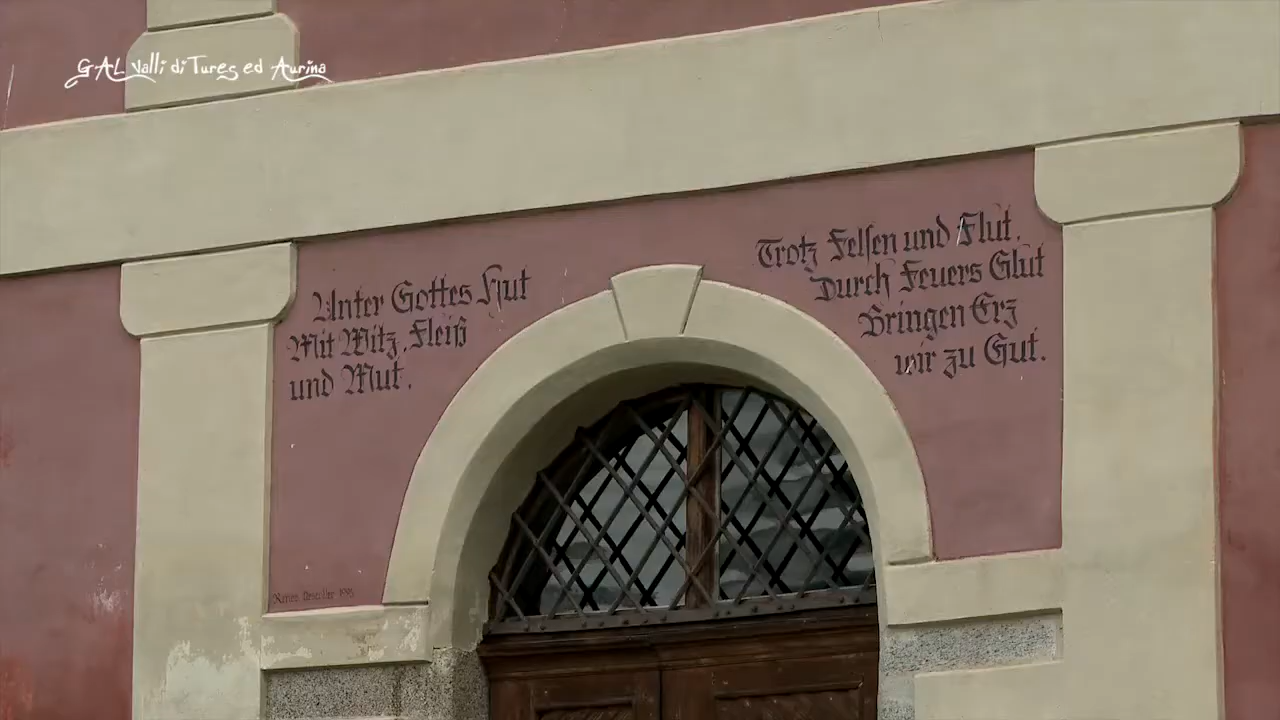 GAL Valli di Tures ed Aurina
Unter Gottes Hut
Mit Witz, Fleiß
und Mut.
Trotz Felsen und Flut,
Durch Feuers Glut
Bringen Erz
wir zu Gut.